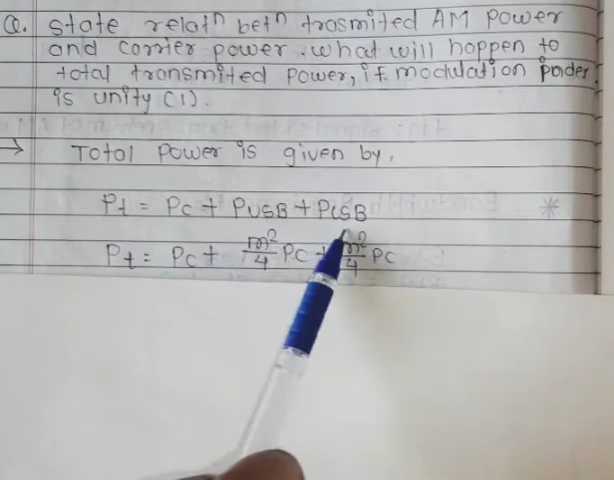 Q. State relatn betn trosmited AM power
and carrier power. what will happen to
total transmited power, if modulation poder
is unity (1).
→ Total power is given by,
Pt = Pc + PUSB + PLSB
Pt = Pc + m²/4 Pc + m²/4 Pc